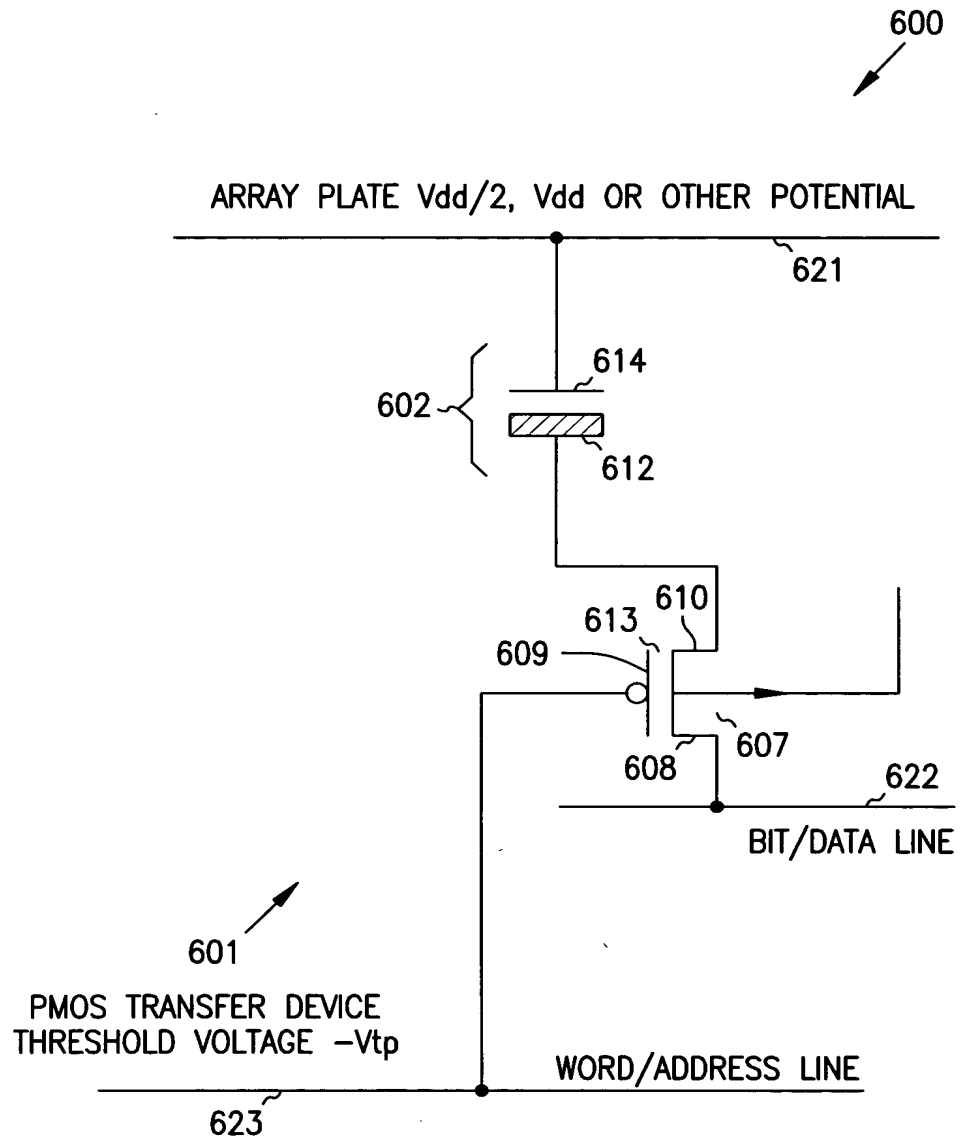 600
ARRAY PLATE Vdd/2, Vdd OR OTHER POTENTIAL
621
614
602
612
610
613
609
607
608
622
BIT/DATA LINE
601
PMOS TRANSFER DEVICE
THRESHOLD VOLTAGE -Vtp
WORD/ADDRESS LINE
623